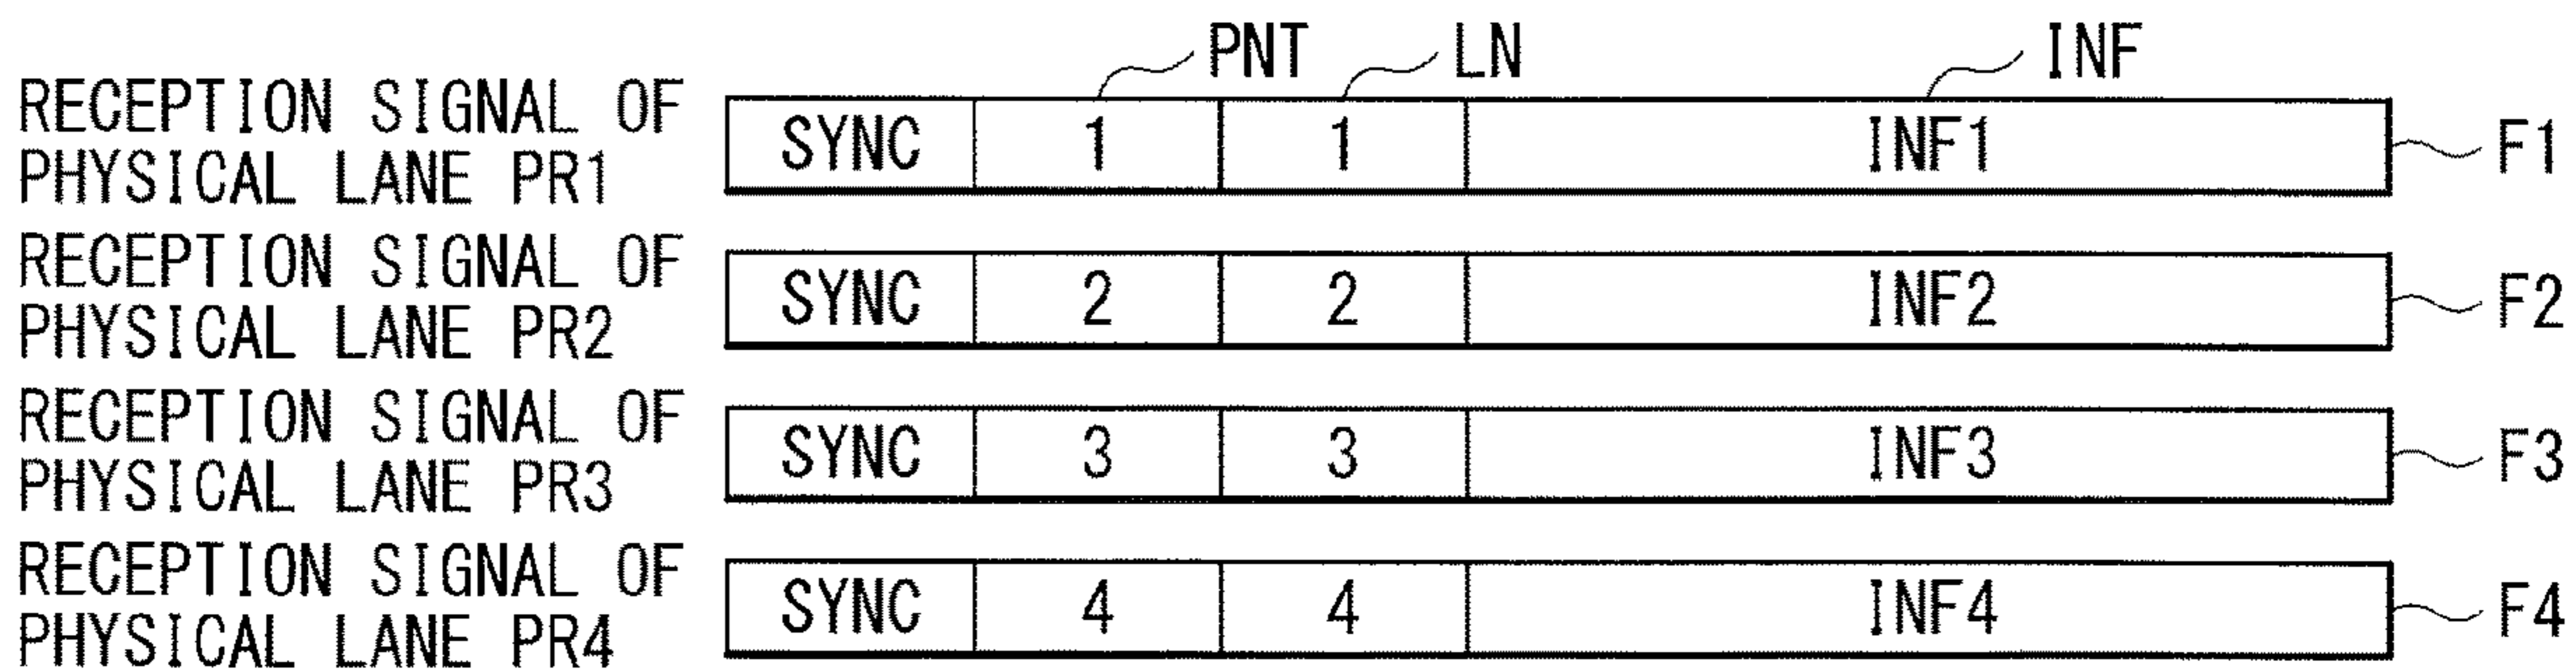 PNT LN INF
RECEPTION SIGNAL OF
PHYSICAL LANE PR1
SYNC 1 1 INF1 F1
RECEPTION SIGNAL OF
PHYSICAL LANE PR2
SYNC 2 2 INF2 F2
RECEPTION SIGNAL OF
PHYSICAL LANE PR3
SYNC 3 3 INF3 F3
RECEPTION SIGNAL OF
PHYSICAL LANE PR4
SYNC 4 4 INF4 F4